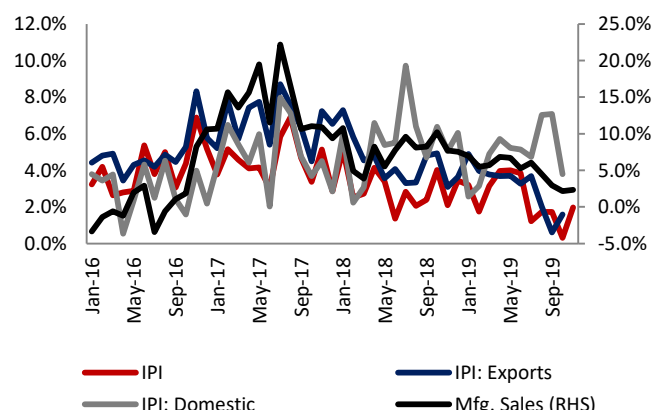 12.0%
10.0%
8.0%
6.0%
4.0%
2.0%
0.0%
25.0%
20.0%
15.0%
10.0%
5.0%
0.0%
-5.0%
Jan-16
May-16
Sep-16
Jan-17
May-17
Sep-17
Jan-18
May-18
Sep-18
Jan-19
May-19
Sep-19
IPI
IPI: Exports
IPI: Domestic
Mfg. Sales (RHS)